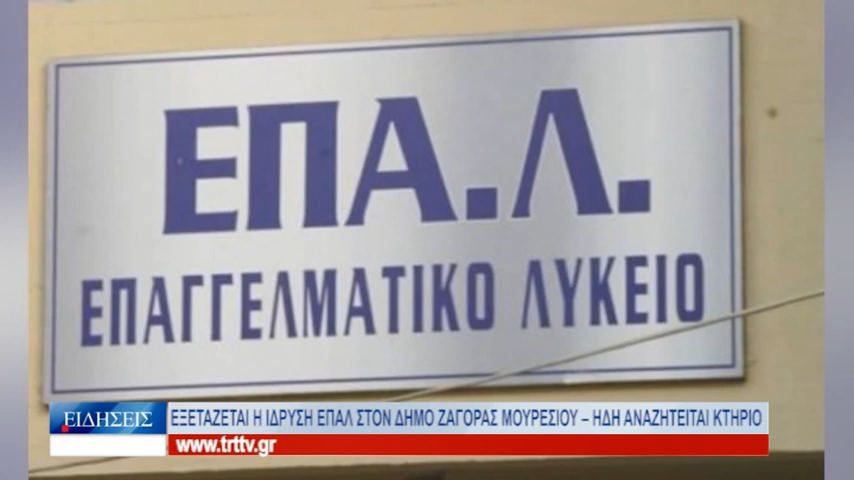 ΕΠΑ.Λ.
ΕΠΑΓΓΕΛΜΑΤΙΚΟ ΛΥΚΕΙΟ
ΕΙΔΗΣΕΙΣ
ΕΞΕΤΑΖΕΤΑΙ Η ΙΔΡΥΣΗ ΕΠΑΛ ΣΤΟΝ ΔΗΜΟ ΖΑΓΟΡΑΣ ΜΟΥΡΕΣΙΟΥ – ΗΔΗ ΑΝΑΖΗΤΕΙΤΑΙ ΚΤΗΡΙΟ
www.trttv.gr